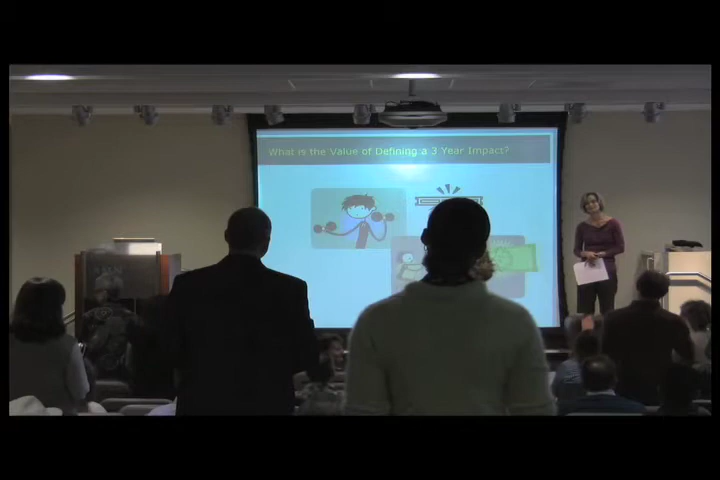 What is the Value of Defining a 3 Year Impact?